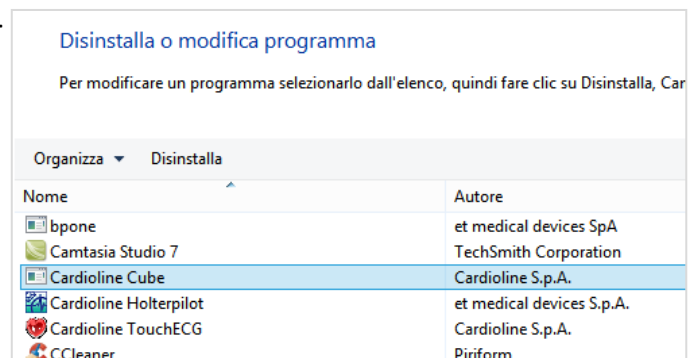 Disinstalla o modifica programma
Per modificare un programma selezionarlo dall'elenco, quindi fare clic su Disinstalla, Car
Organizza Disinstalla
Nome Autore
bpone et medical devices SpA
Camtasia Studio 7 TechSmith Corporation
Cardioline Cube Cardioline S.p.A.
Cardioline Holterpilot et medical devices S.p.A.
Cardioline TouchECG Cardioline S.p.A.
CCleaner Piriform